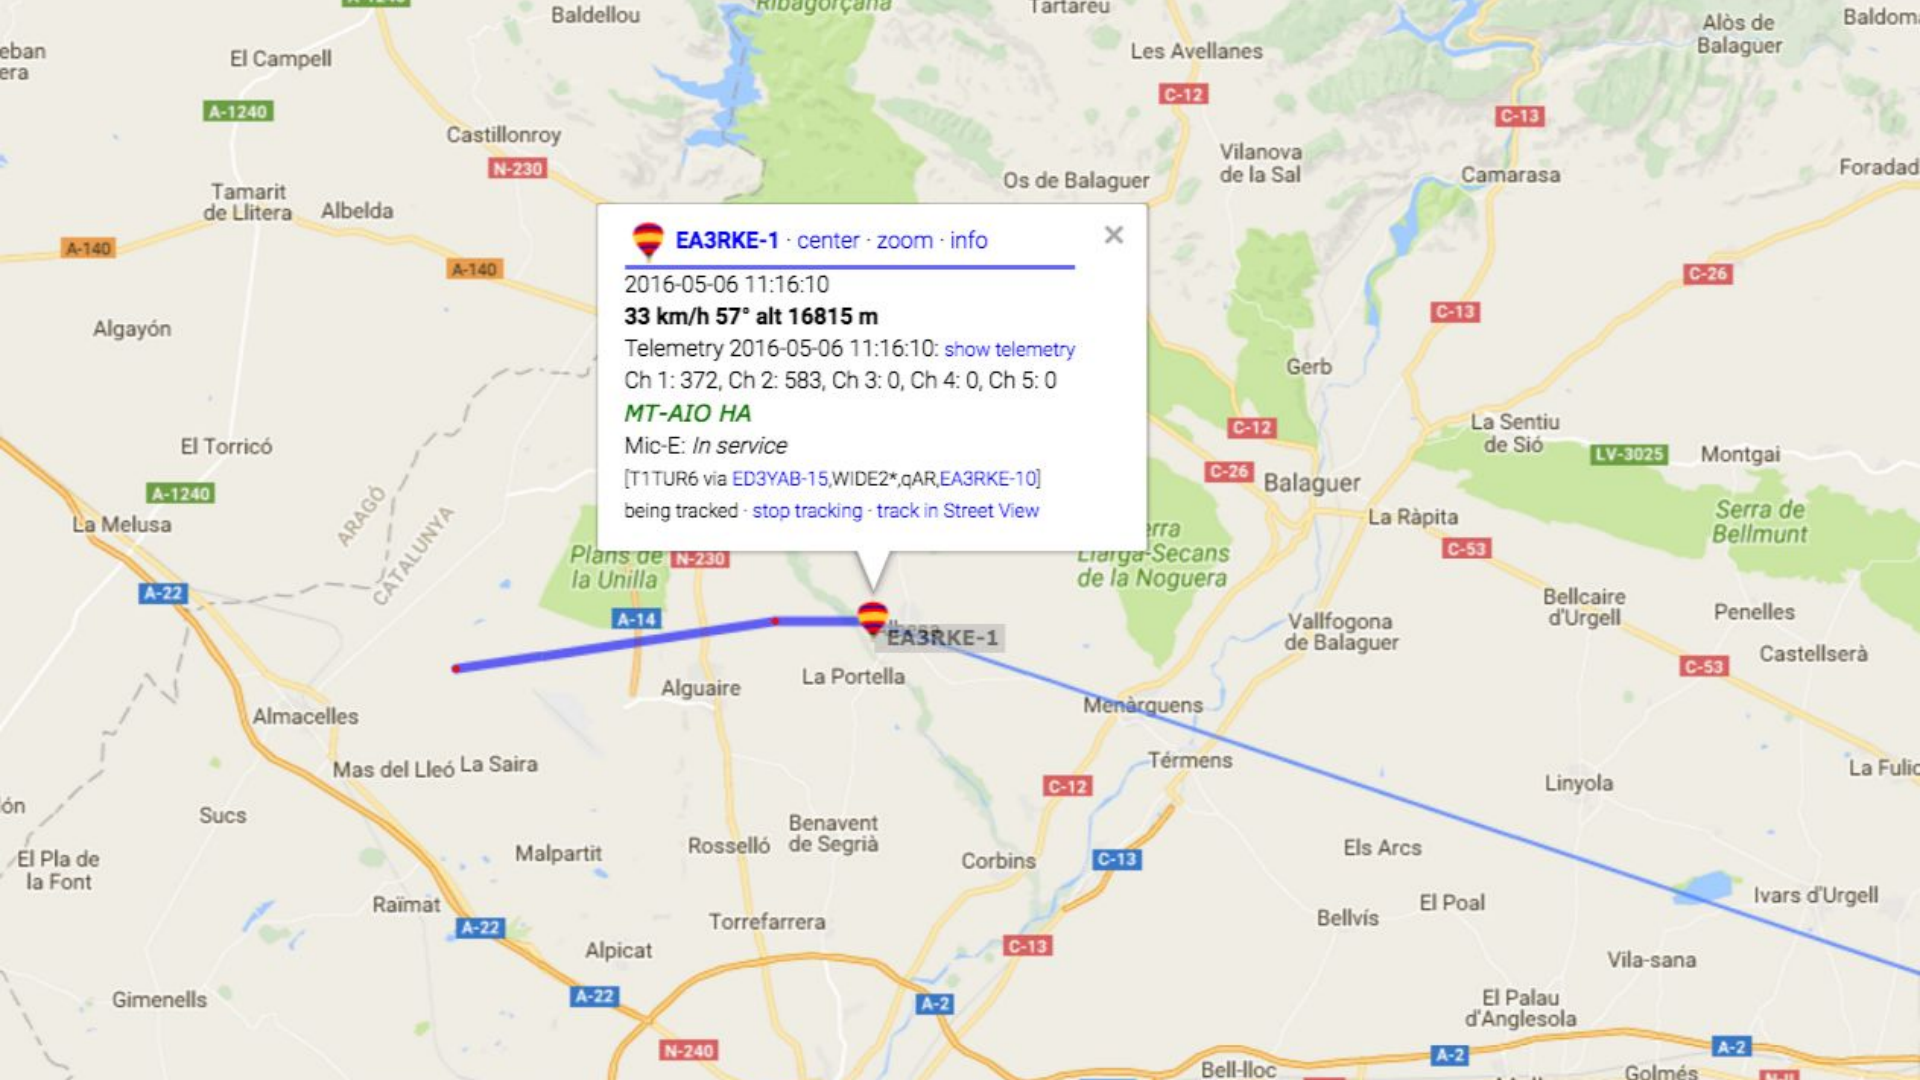 A-1240
Baldellou
Ribagorçana
Tartareu
Alòs de
Balaguer
Les Avellanes
El Campell
C-12
A-1240
C-13
Castillonroy
N-230
Vilanova
de la Sal
Camarasa
Os de Balaguer
Tamarit
de Llitera
Albelda
A-140
A-140
EA3RKE-1 · center · zoom · info
2016-05-06 11:16:10
33 km/h 57° alt 16815 m
Telemetry 2016-05-06 11:16:10: show telemetry
Ch 1: 372, Ch 2: 583, Ch 3: 0, Ch 4: 0, Ch 5: 0
MT-AIO HA
Mic-E: In service
[T1TUR6 via ED3YAB-15,WIDE2*,qAR,EA3RKE-10]
being tracked · stop tracking · track in Street View
C-26
C-13
Algayón
Gerb
C-12
La Sentiu
de Sió
LV-3025
Montgai
El Torricó
C-26
Balaguer
A-1240
La Melusa
ARAGÓ
CATALUNYA
La Ràpita
Serra de
Bellmunt
C-53
Plans de
la Unilla
N-230
Llarga-Secans
de la Noguera
A-22
A-14
Bellcaire
d'Urgell
Penelles
Vallfogona
de Balaguer
EA3RKE-1
Castellserà
C-53
La Portella
Alguaire
Menàrguens
Almacelles
Térmens
Mas del Lleó
La Saira
C-12
Linyola
Sucs
Benavent
de Segrià
Rosselló
Malpartit
Corbins
C-13
Els Arcs
El Pla de
la Font
Raïmat
A-22
Torrefarrera
Ivars d'Urgell
El Poal
Bellvís
Alpicat
C-13
Vila-sana
Gimenells
A-22
A-2
El Palau
d'Anglesola
N-240
A-2
A-2
Bell-lloc
Golmés